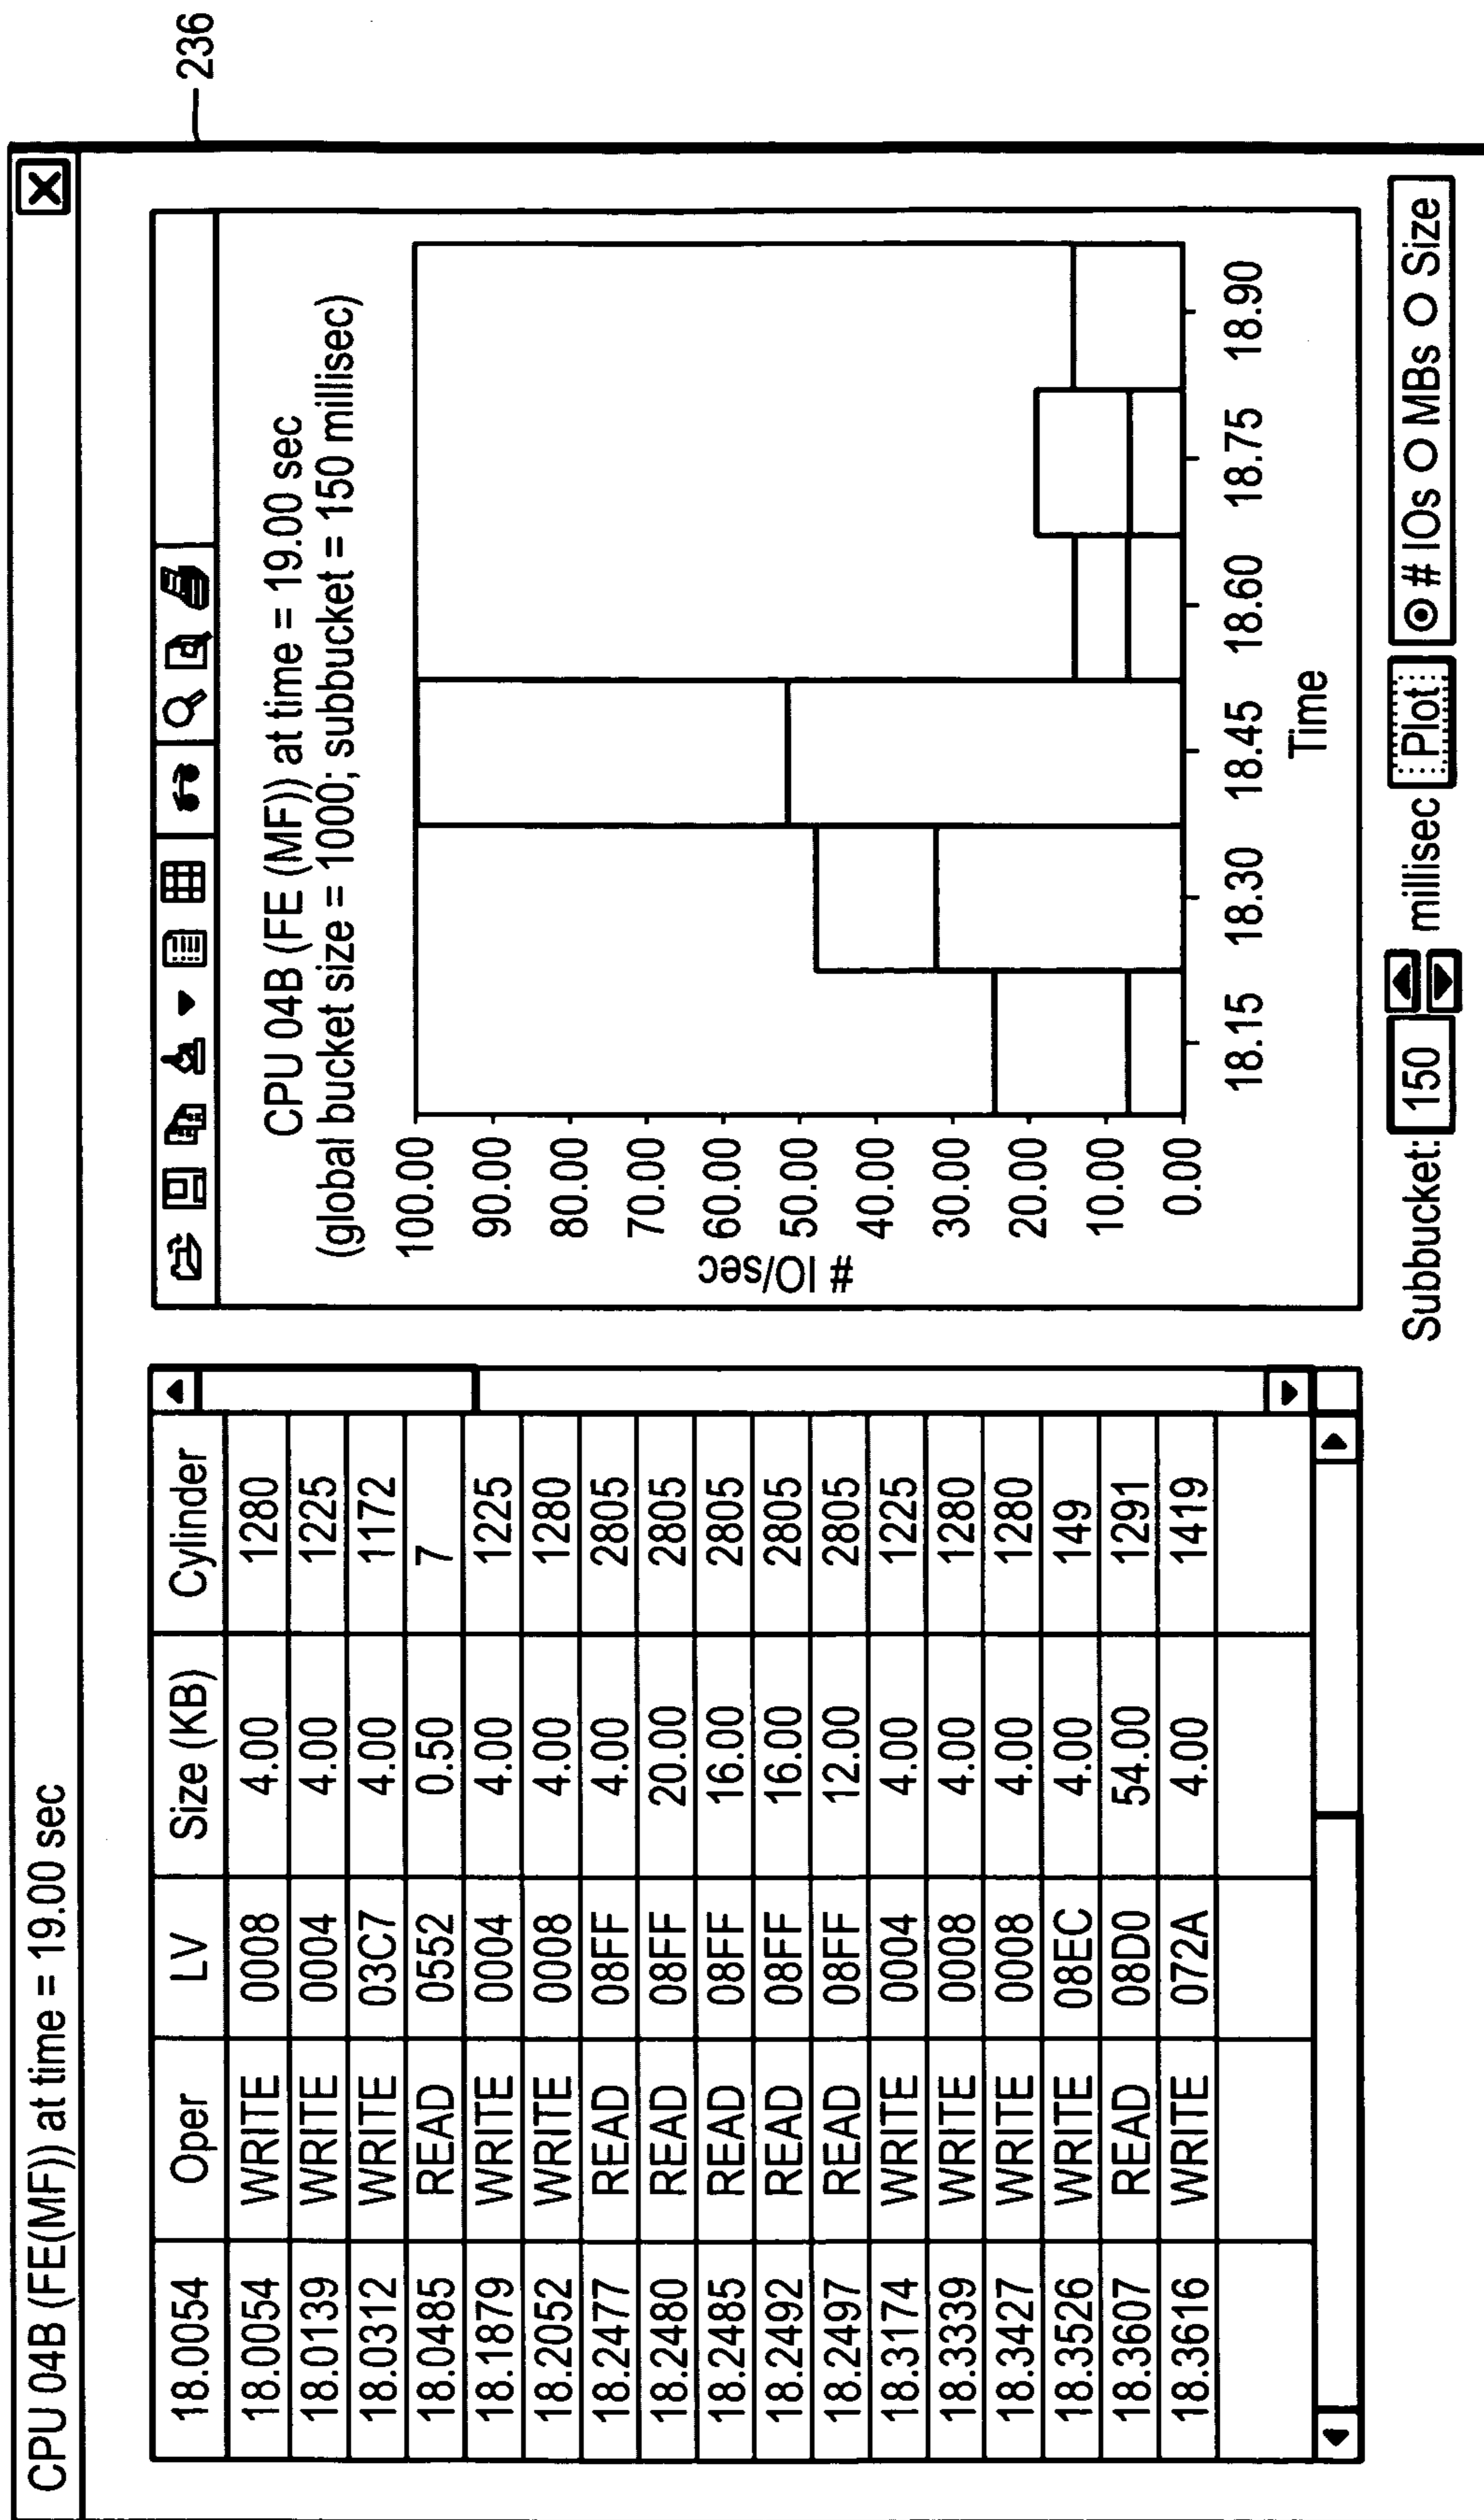 CPU 04B (FE(MF)) at time = 19.00 sec
18.0054 Oper LV Size (KB) Cylinder
18.0054 WRITE 0008 4.00 1280
18.0139 WRITE 0004 4.00 1225
18.0312 WRITE 03C7 4.00 1172
18.0485 READ 0552 0.50 7
18.1879 WRITE 0004 4.00 1225
18.2052 WRITE 0008 4.00 1280
18.2477 READ 08FF 4.00 2805
18.2480 READ 08FF 20.00 2805
18.2485 READ 08FF 16.00 2805
18.2492 READ 08FF 16.00 2805
18.2497 READ 08FF 12.00 2805
18.3174 WRITE 0004 4.00 1225
18.3339 WRITE 0008 4.00 1280
18.3427 WRITE 0008 4.00 1280
18.3526 WRITE 08EC 4.00 149
18.3607 READ 08D0 54.00 1291
18.3616 WRITE 072A 4.00 1419
CPU 04B (FE (MF)) at time = 19.00 sec
(global bucket size = 1000; subbucket = 150 millisec)
# IO/sec
100.00
90.00
80.00
70.00
60.00
50.00
40.00
30.00
20.00
10.00
0.00
18.15 18.30 18.45 18.60 18.75 18.90
Time
Subbucket: 150 millisec Plot # IOs MBs Size
236